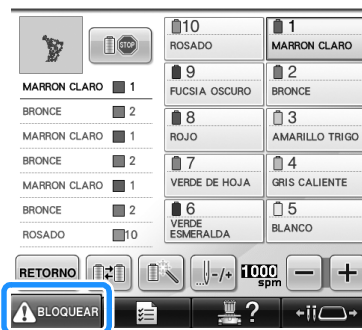 STOP
MARRON CLARO 1
BRONCE 2
MARRON CLARO 1
BRONCE 2
MARRON CLARO 1
BRONCE 2
ROSADO 10
10
ROSADO
1
MARRON CLARO
9
FUCSIA OSCURO
2
BRONCE
8
ROJO
3
AMARILLO TRIGO
7
VERDE DE HOJA
4
GRIS CALIENTE
6
VERDE
ESMERALDA
5
BLANCO
RETORNO
-/+
1000
spm
- +
BLOQUEAR
?